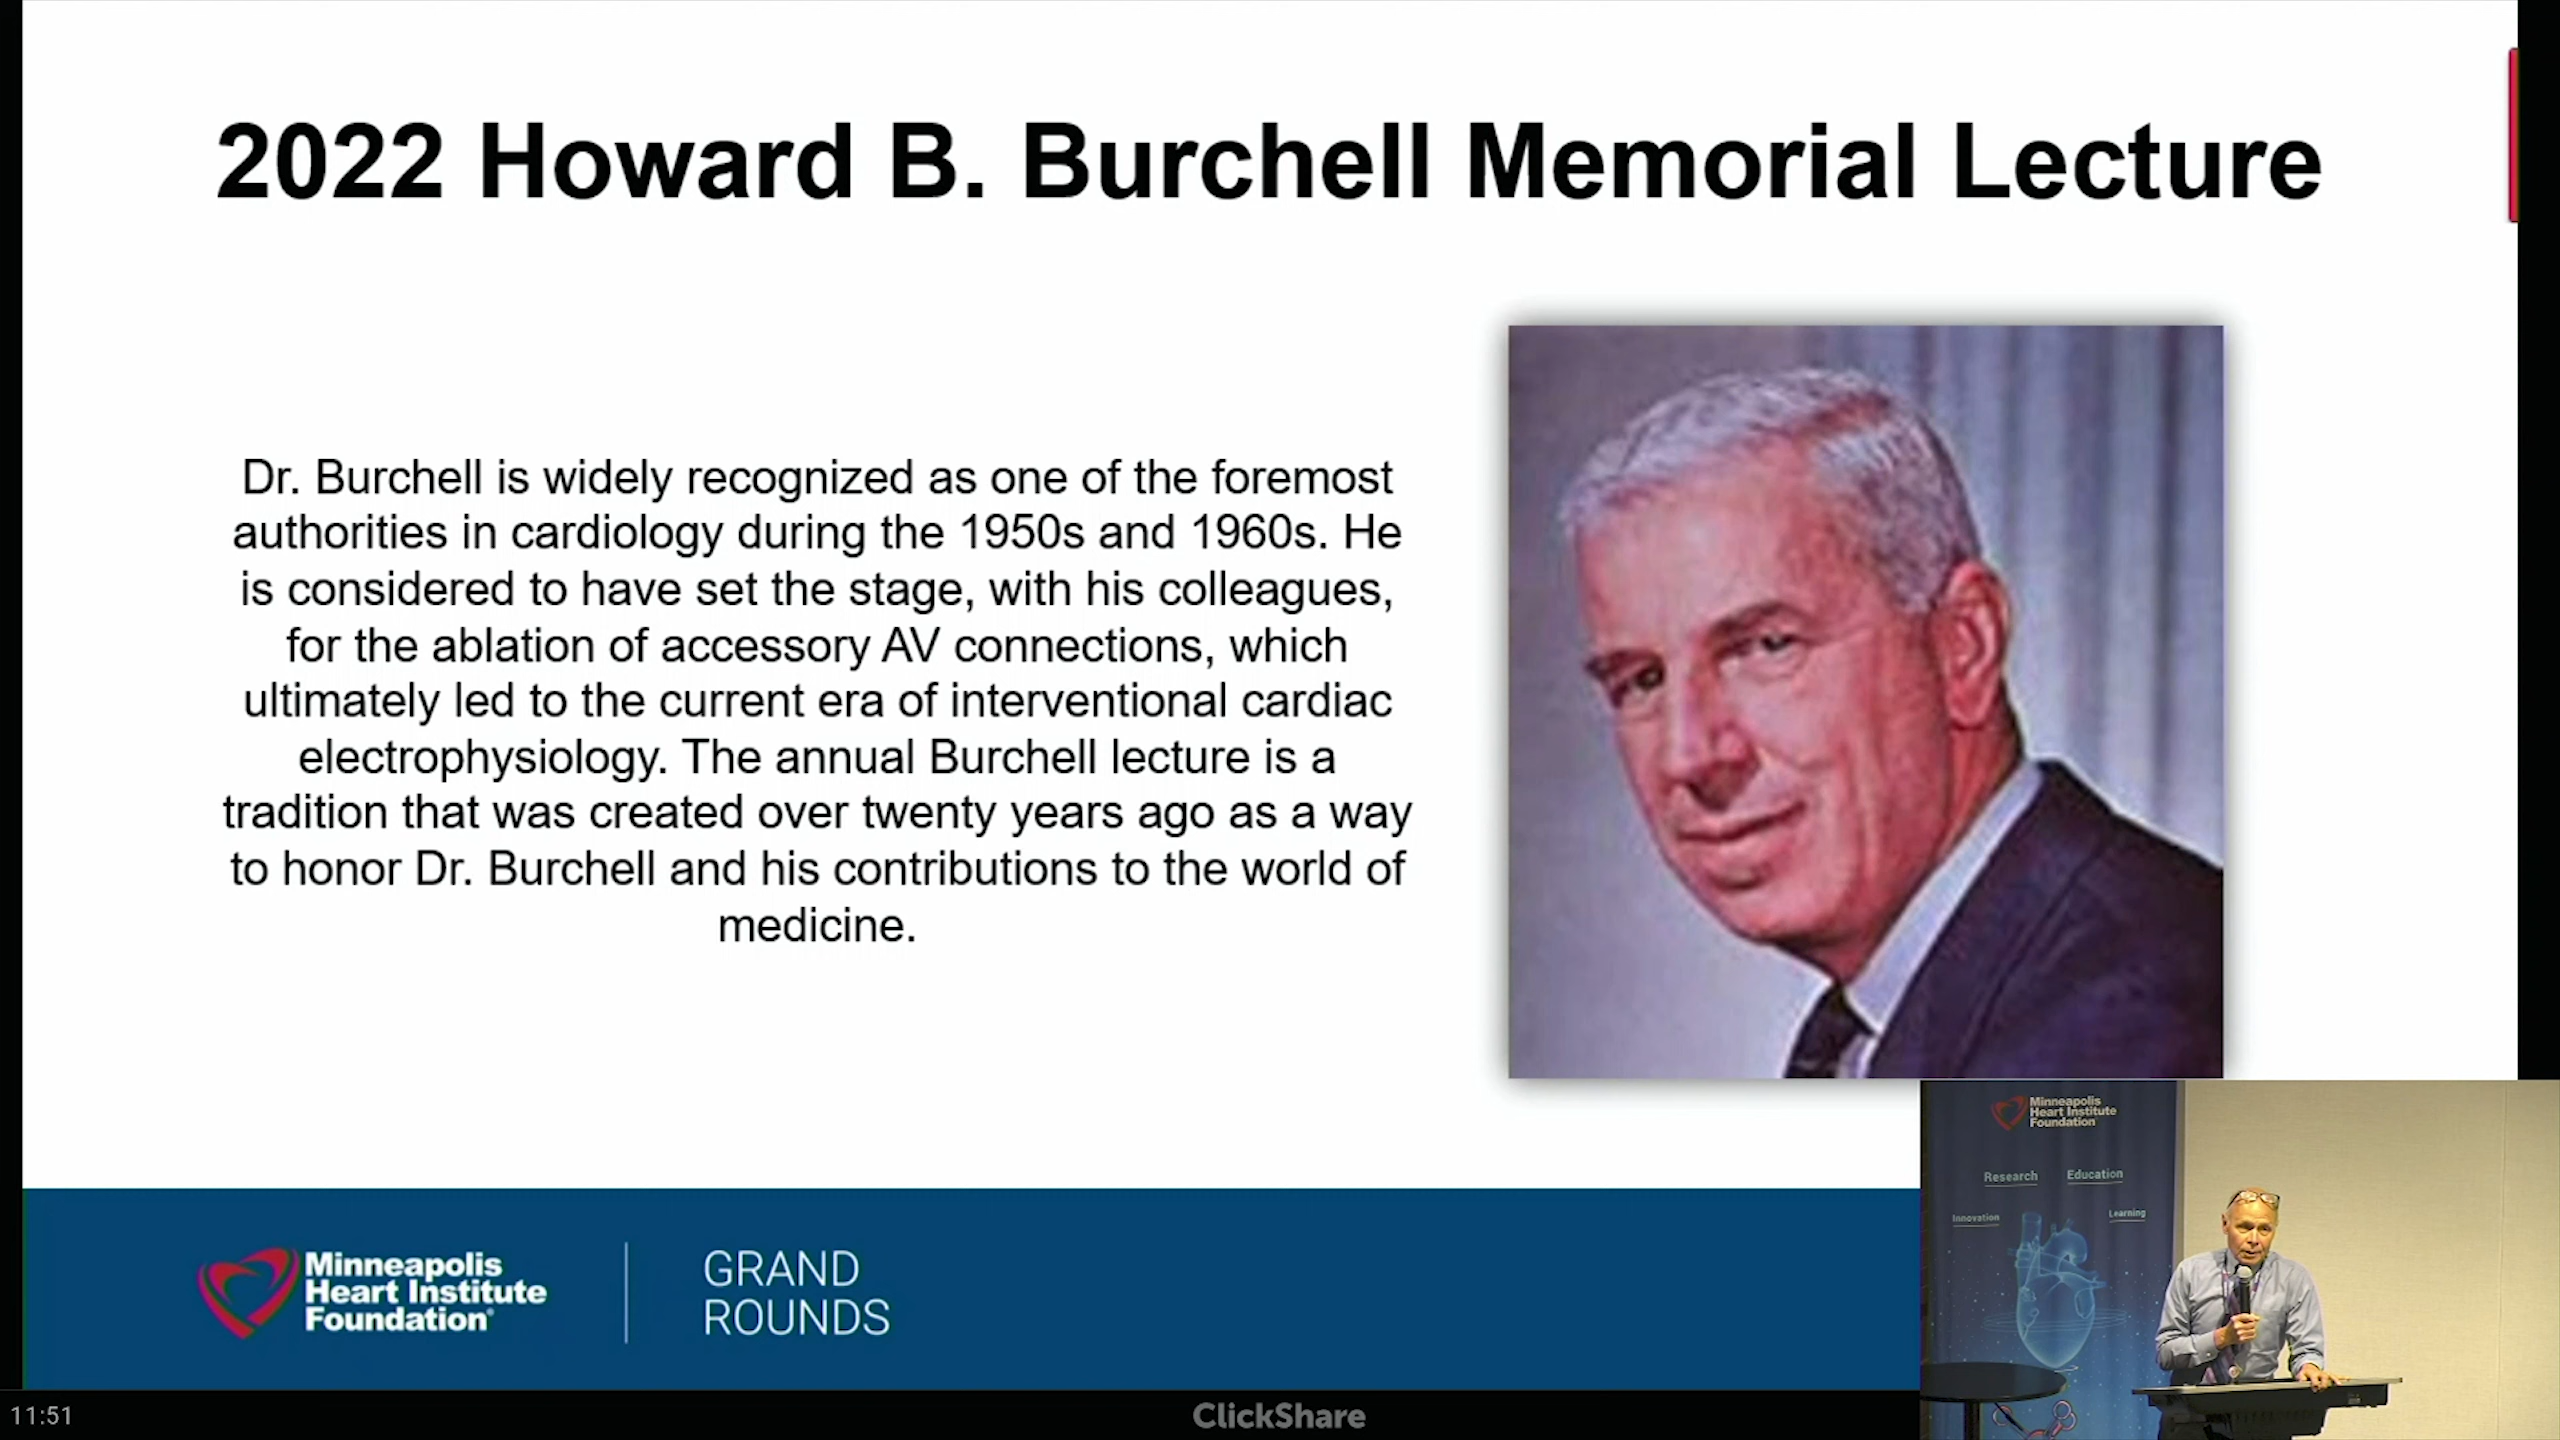 2022 Howard B. Burchell Memorial Lecture
Dr. Burchell is widely recognized as one of the foremost
authorities in cardiology during the 1950s and 1960s. He
is considered to have set the stage, with his colleagues,
for the ablation of accessory AV connections, which
ultimately led to the current era of interventional cardiac
electrophysiology. The annual Burchell lecture is a
tradition that was created over twenty years ago as a way
to honor Dr. Burchell and his contributions to the world of
medicine.
Minneapolis
Heart Institute
Foundation
Research Education
Innovation Learning
Minneapolis
Heart Institute
Foundation®
GRAND
ROUNDS
11:51
ClickShare